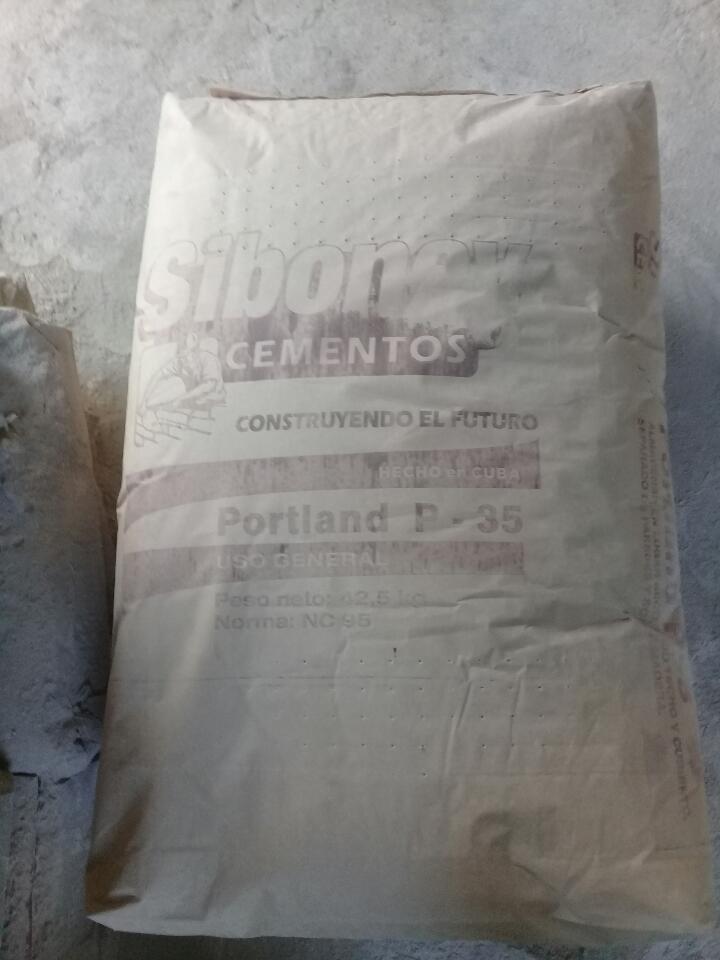 Siboney
CEMENTOS
CONSTRUYENDO EL FUTURO
HECHO en CUBA
Portland P-35
USO GENERAL
Peso neto: 42,5 kg
Norma: NC 95